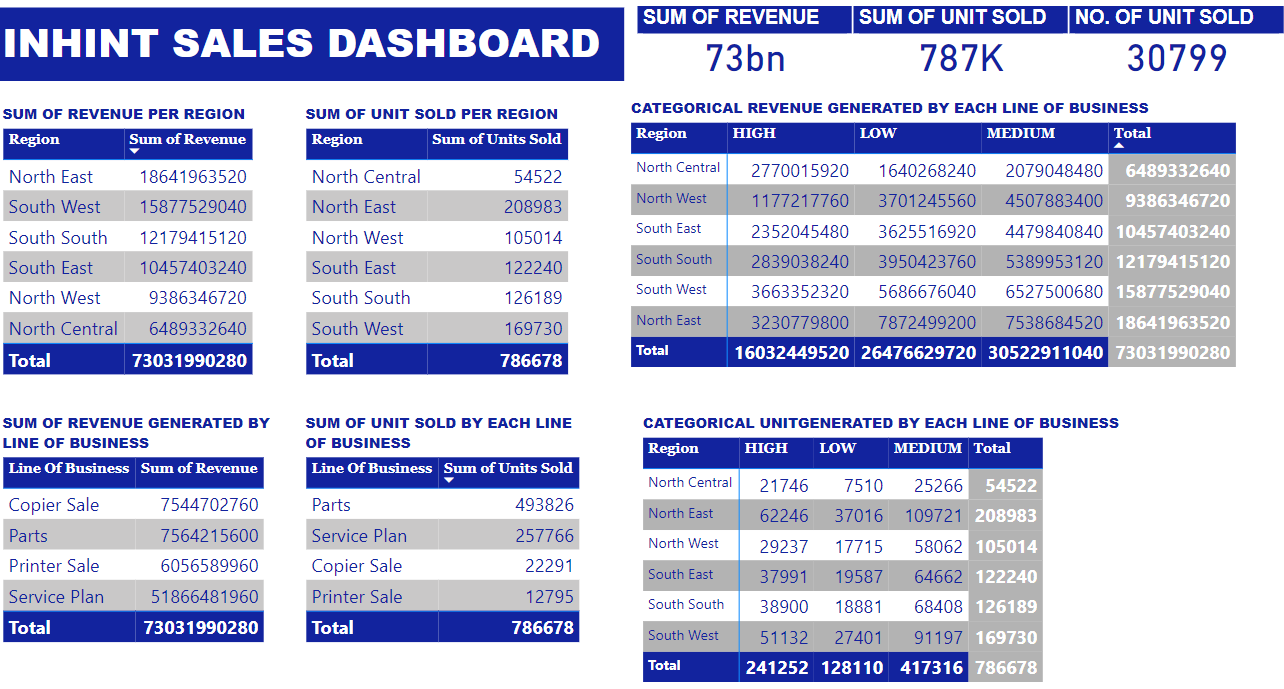 INHINT SALES DASHBOARD
SUM OF REVENUE SUM OF UNIT SOLD NO. OF UNIT SOLD
73bn 787K 30799
SUM OF REVENUE PER REGION
Region Sum of Revenue
North East 18641963520
South West 15877529040
South South 12179415120
South East 10457403240
North West 9386346720
North Central 6489332640
Total 73031990280
SUM OF UNIT SOLD PER REGION
Region Sum of Units Sold
North Central 54522
North East 208983
North West 105014
South East 122240
South South 126189
South West 169730
Total 786678
CATEGORICAL REVENUE GENERATED BY EACH LINE OF BUSINESS
Region HIGH LOW MEDIUM Total
North Central 2770015920 1640268240 2079048480 6489332640
North West 1177217760 3701245560 4507883400 9386346720
South East 2352045480 3625516920 4479840840 10457403240
South South 2839038240 3950423760 5389953120 12179415120
South West 3663352320 5686676040 6527500680 15877529040
North East 3230779800 7872499200 7538684520 18641963520
Total 16032449520 26476629720 30522911040 73031990280
SUM OF REVENUE GENERATED BY
LINE OF BUSINESS
Line Of Business Sum of Revenue
Copier Sale 7544702760
Parts 7564215600
Printer Sale 6056589960
Service Plan 51866481960
Total 73031990280
SUM OF UNIT SOLD BY EACH LINE
OF BUSINESS
Line Of Business Sum of Units Sold
Parts 493826
Service Plan 257766
Copier Sale 22291
Printer Sale 12795
Total 786678
CATEGORICAL UNITGENERATED BY EACH LINE OF BUSINESS
Region HIGH LOW MEDIUM Total
North Central 21746 7510 25266 54522
North East 62246 37016 109721 208983
North West 29237 17715 58062 105014
South East 37991 19587 64662 122240
South South 38900 18881 68408 126189
South West 51132 27401 91197 169730
Total 241252 128110 417316 786678